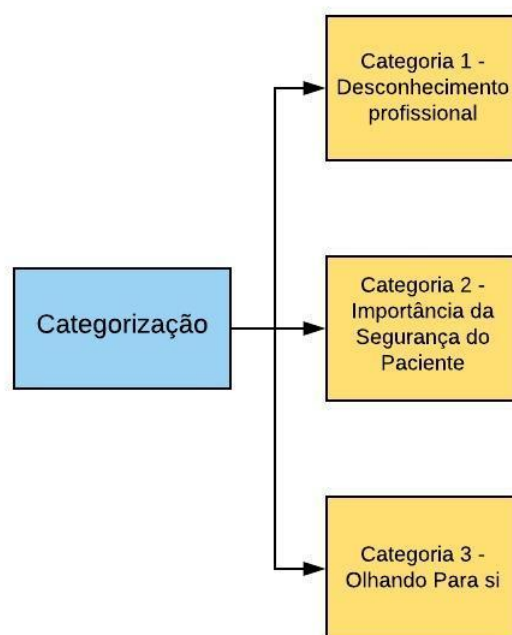 Categoria 1 -
Desconhecimento
profissional
Categorização
Categoria 2 -
Importância da
Segurança do
Paciente
Categoria 3 -
Olhando Para si